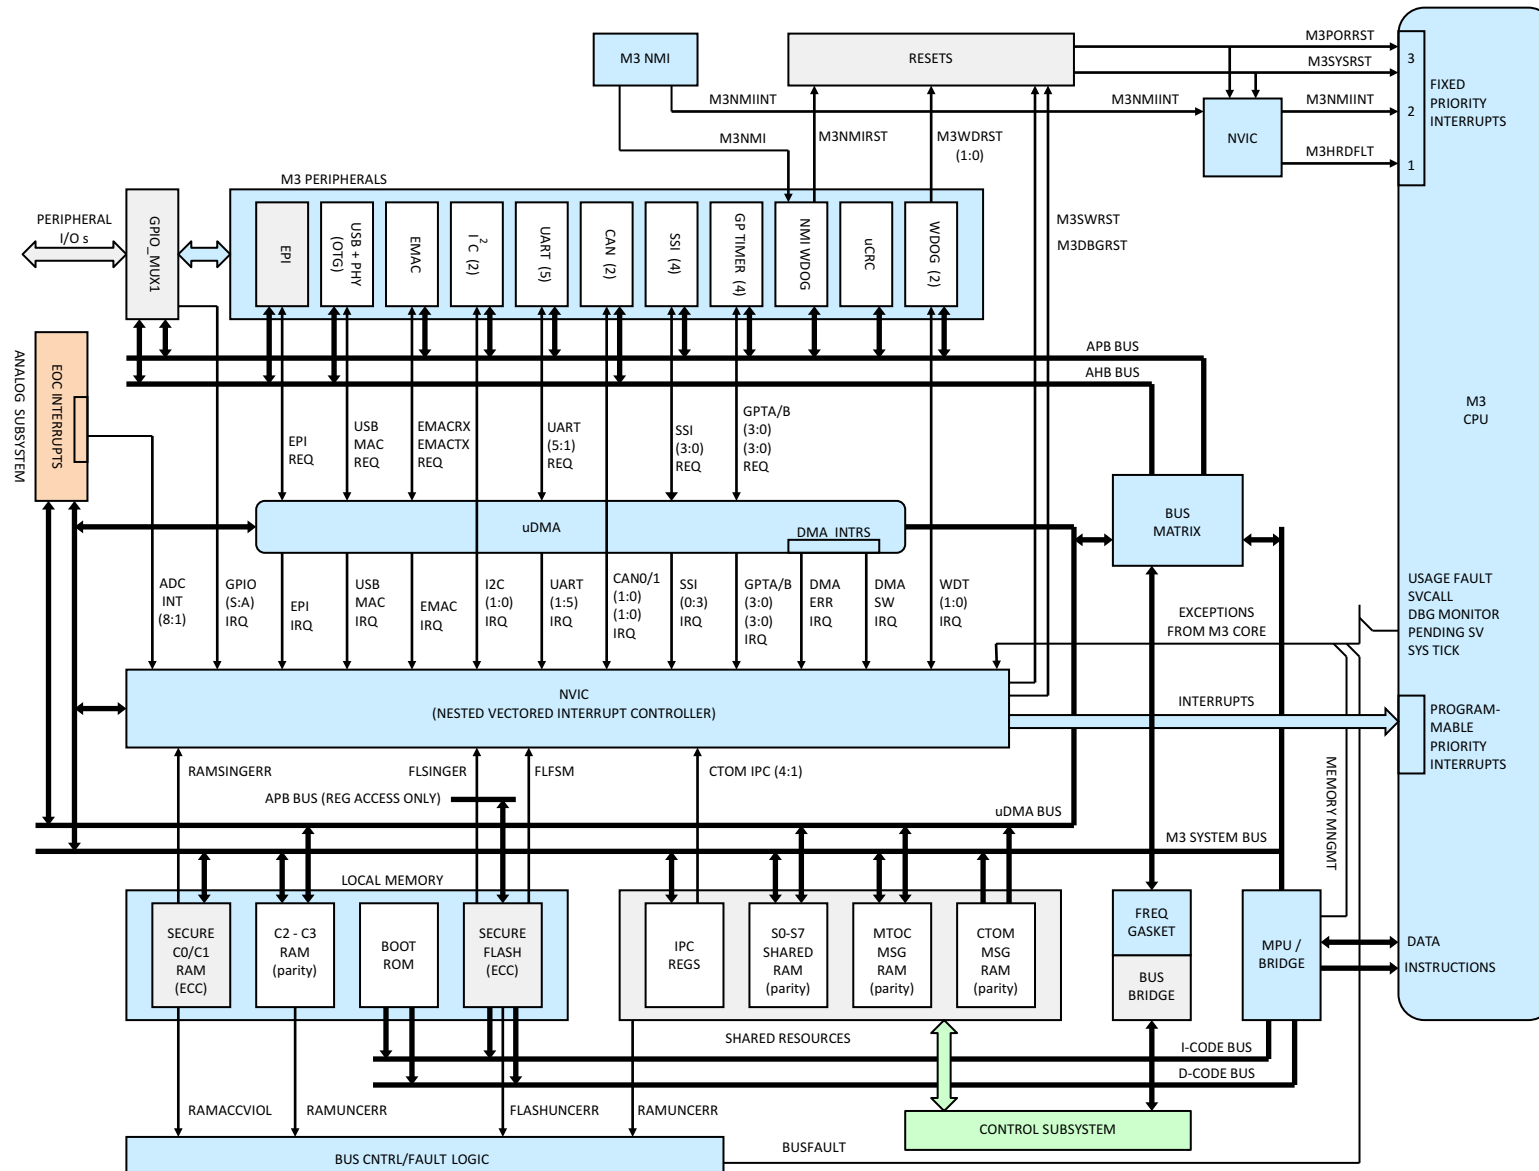 M3 NMI
RESETS
M3PORRST
M3SYSRST
M3NMIINT
M3NMIINT
M3HRDFLT
3
2
1
FIXED
PRIORITY
INTERRUPTS
NVIC
M3NMI
M3NMIRST
M3WDRST
(1:0)
M3SWRST
M3DBGRST
M3 PERIPHERALS
PERIPHERAL
I/O s
GPIO_MUX1
EPI
USB + PHY
(OTG)
EMAC
I2C (2)
UART (5)
CAN (2)
SSI (4)
GP TIMER (4)
NMI WDOG
uCRC
WDOG (2)
APB BUS
AHB BUS
M3
CPU
ANALOG SUBSYSTEM
EOC INTERRUPTS
EPI
REQ
USB
MAC
REQ
EMACRX
EMACTX
REQ
UART
(5:1)
REQ
SSI
(3:0)
REQ
GPTA/B
(3:0)
(3:0)
REQ
uDMA
DMA INTRS
BUS
MATRIX
ADC
INT
(8:1)
GPIO
(S:A)
IRQ
EPI
IRQ
USB
MAC
IRQ
EMAC
IRQ
I2C
(1:0)
IRQ
UART
(1:5)
IRQ
CAN0/1
(1:0)
(1:0)
IRQ
SSI
(0:3)
IRQ
GPTA/B
(3:0)
(3:0)
IRQ
DMA
ERR
IRQ
DMA
SW
IRQ
WDT
(1:0)
IRQ
EXCEPTIONS
FROM M3 CORE
USAGE FAULT
SVCALL
DBG MONITOR
PENDING SV
SYS TICK
NVIC
(NESTED VECTORED INTERRUPT CONTROLLER)
INTERRUPTS
PROGRAM-
MABLE
PRIORITY
INTERRUPTS
RAMSINGERR
FLSINGER
FLFSM
CTOM IPC (4:1)
MEMORY MNGMT
APB BUS (REG ACCESS ONLY)
uDMA BUS
M3 SYSTEM BUS
LOCAL MEMORY
SECURE
C0/C1
RAM
(ECC)
C2 - C3
RAM
(parity)
BOOT
ROM
SECURE
FLASH
(ECC)
IPC
REGS
S0-S7
SHARED
RAM
(parity)
MTOC
MSG
RAM
(parity)
CTOM
MSG
RAM
(parity)
FREQ
GASKET
BUS
BRIDGE
MPU /
BRIDGE
DATA
INSTRUCTIONS
SHARED RESOURCES
I-CODE BUS
D-CODE BUS
RAMACCVIOL
RAMUNCERR
FLASHUNCERR
RAMUNCERR
CONTROL SUBSYSTEM
BUS CNTRL/FAULT LOGIC
BUSFAULT